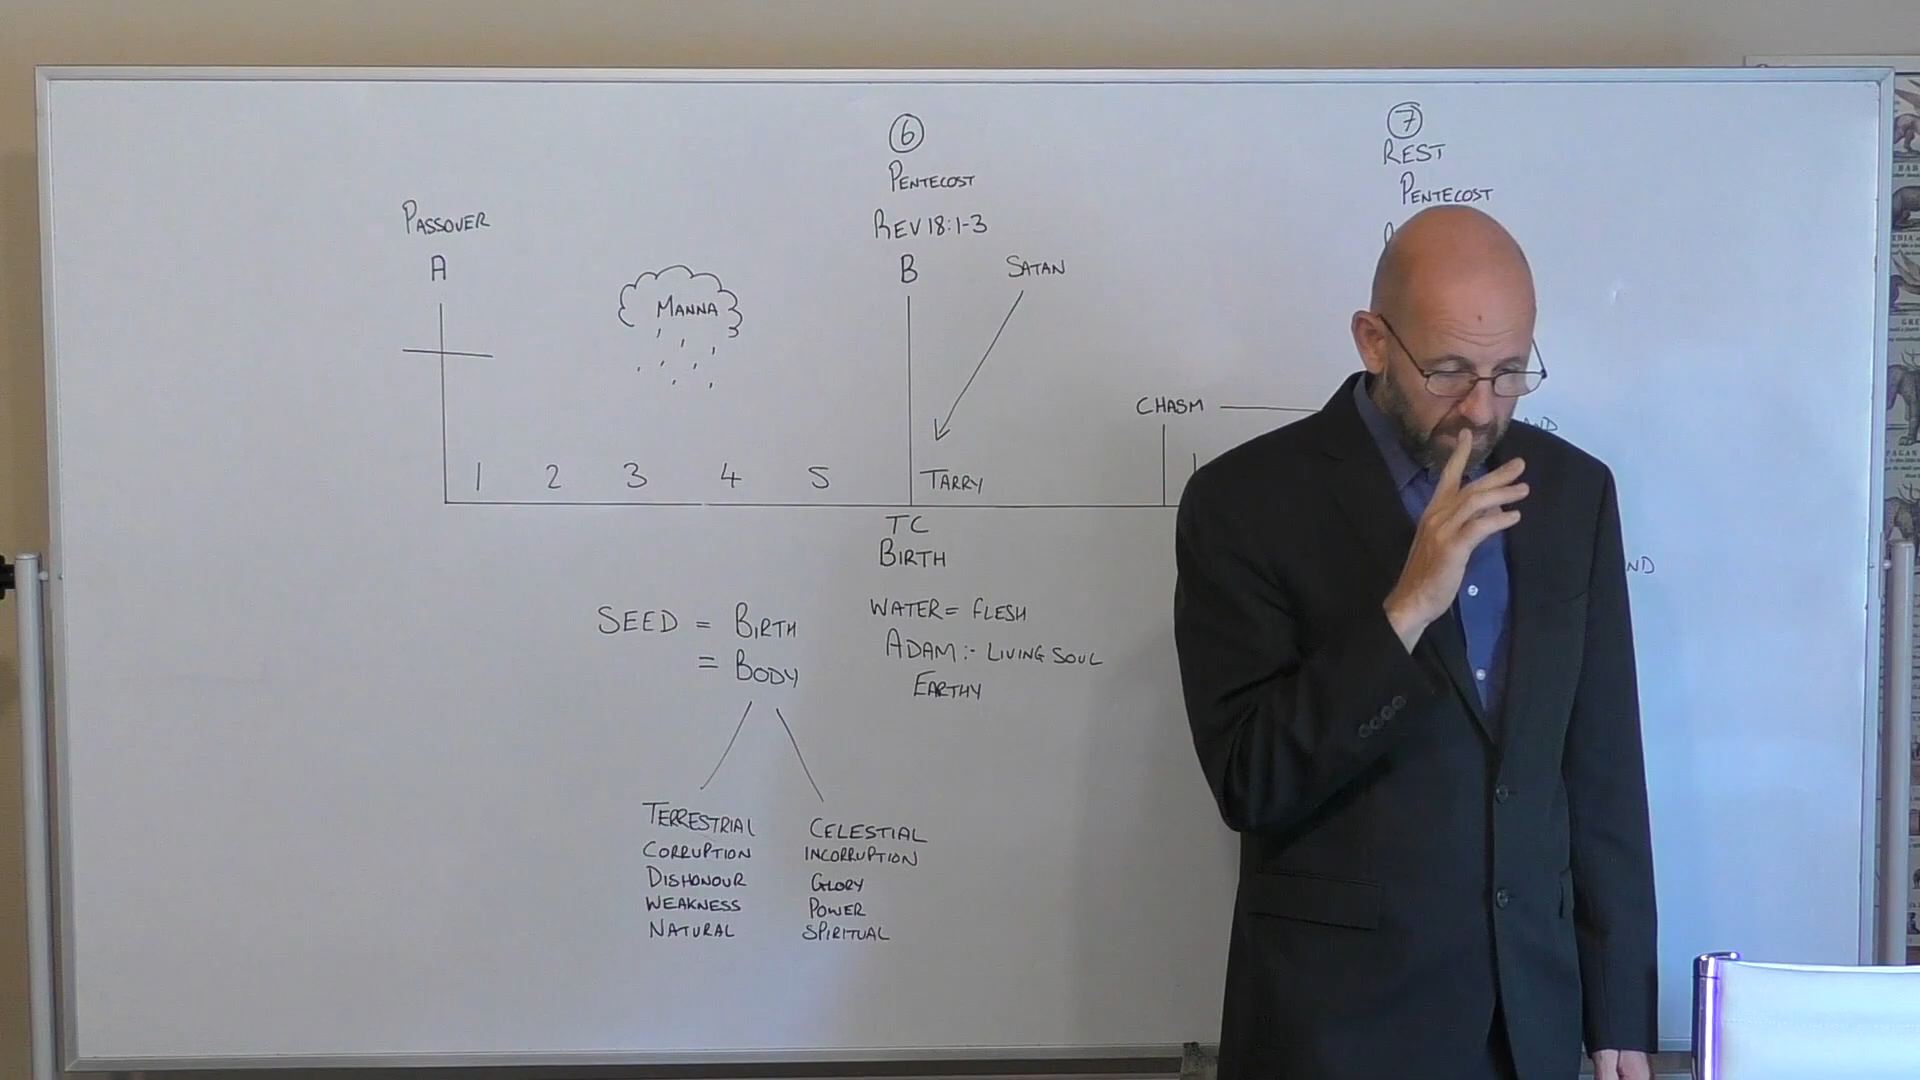 6
7
PENTECOST
REST
PASSOVER
REV 18:1-3
PENTECOST
A
B
SATAN
MANNA
CHASM
1 2 3 4 5
TARRY
TC
BIRTH
SEED = BIRTH
= BODY
WATER = FLESH
ADAM :- LIVING SOUL
EARTHY
TERRESTRIAL
CORRUPTION
DISHONOUR
WEAKNESS
NATURAL
CELESTIAL
INCORRUPTION
GLORY
POWER
SPIRITUAL